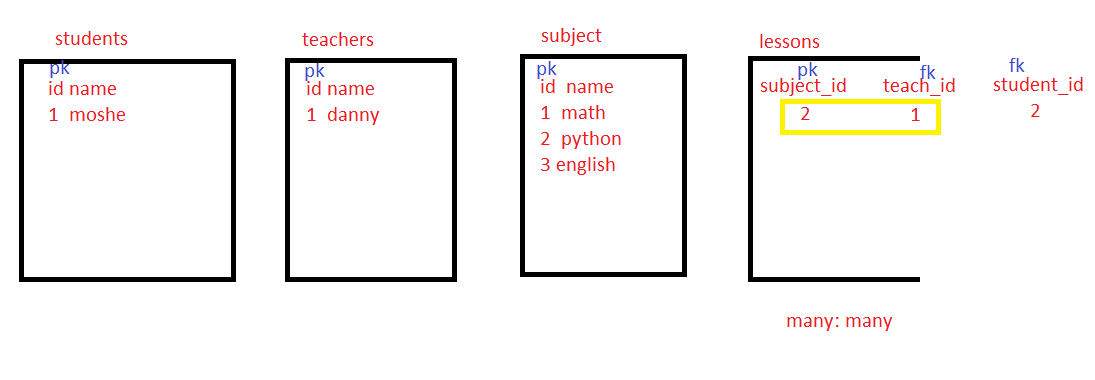 students
pk
id name
1 moshe
teachers
pk
id name
1 danny
subject
pk
id name
1 math
2 python
3 english
lessons
pk fk fk
subject_id teach_id student_id
2 1 2
many: many